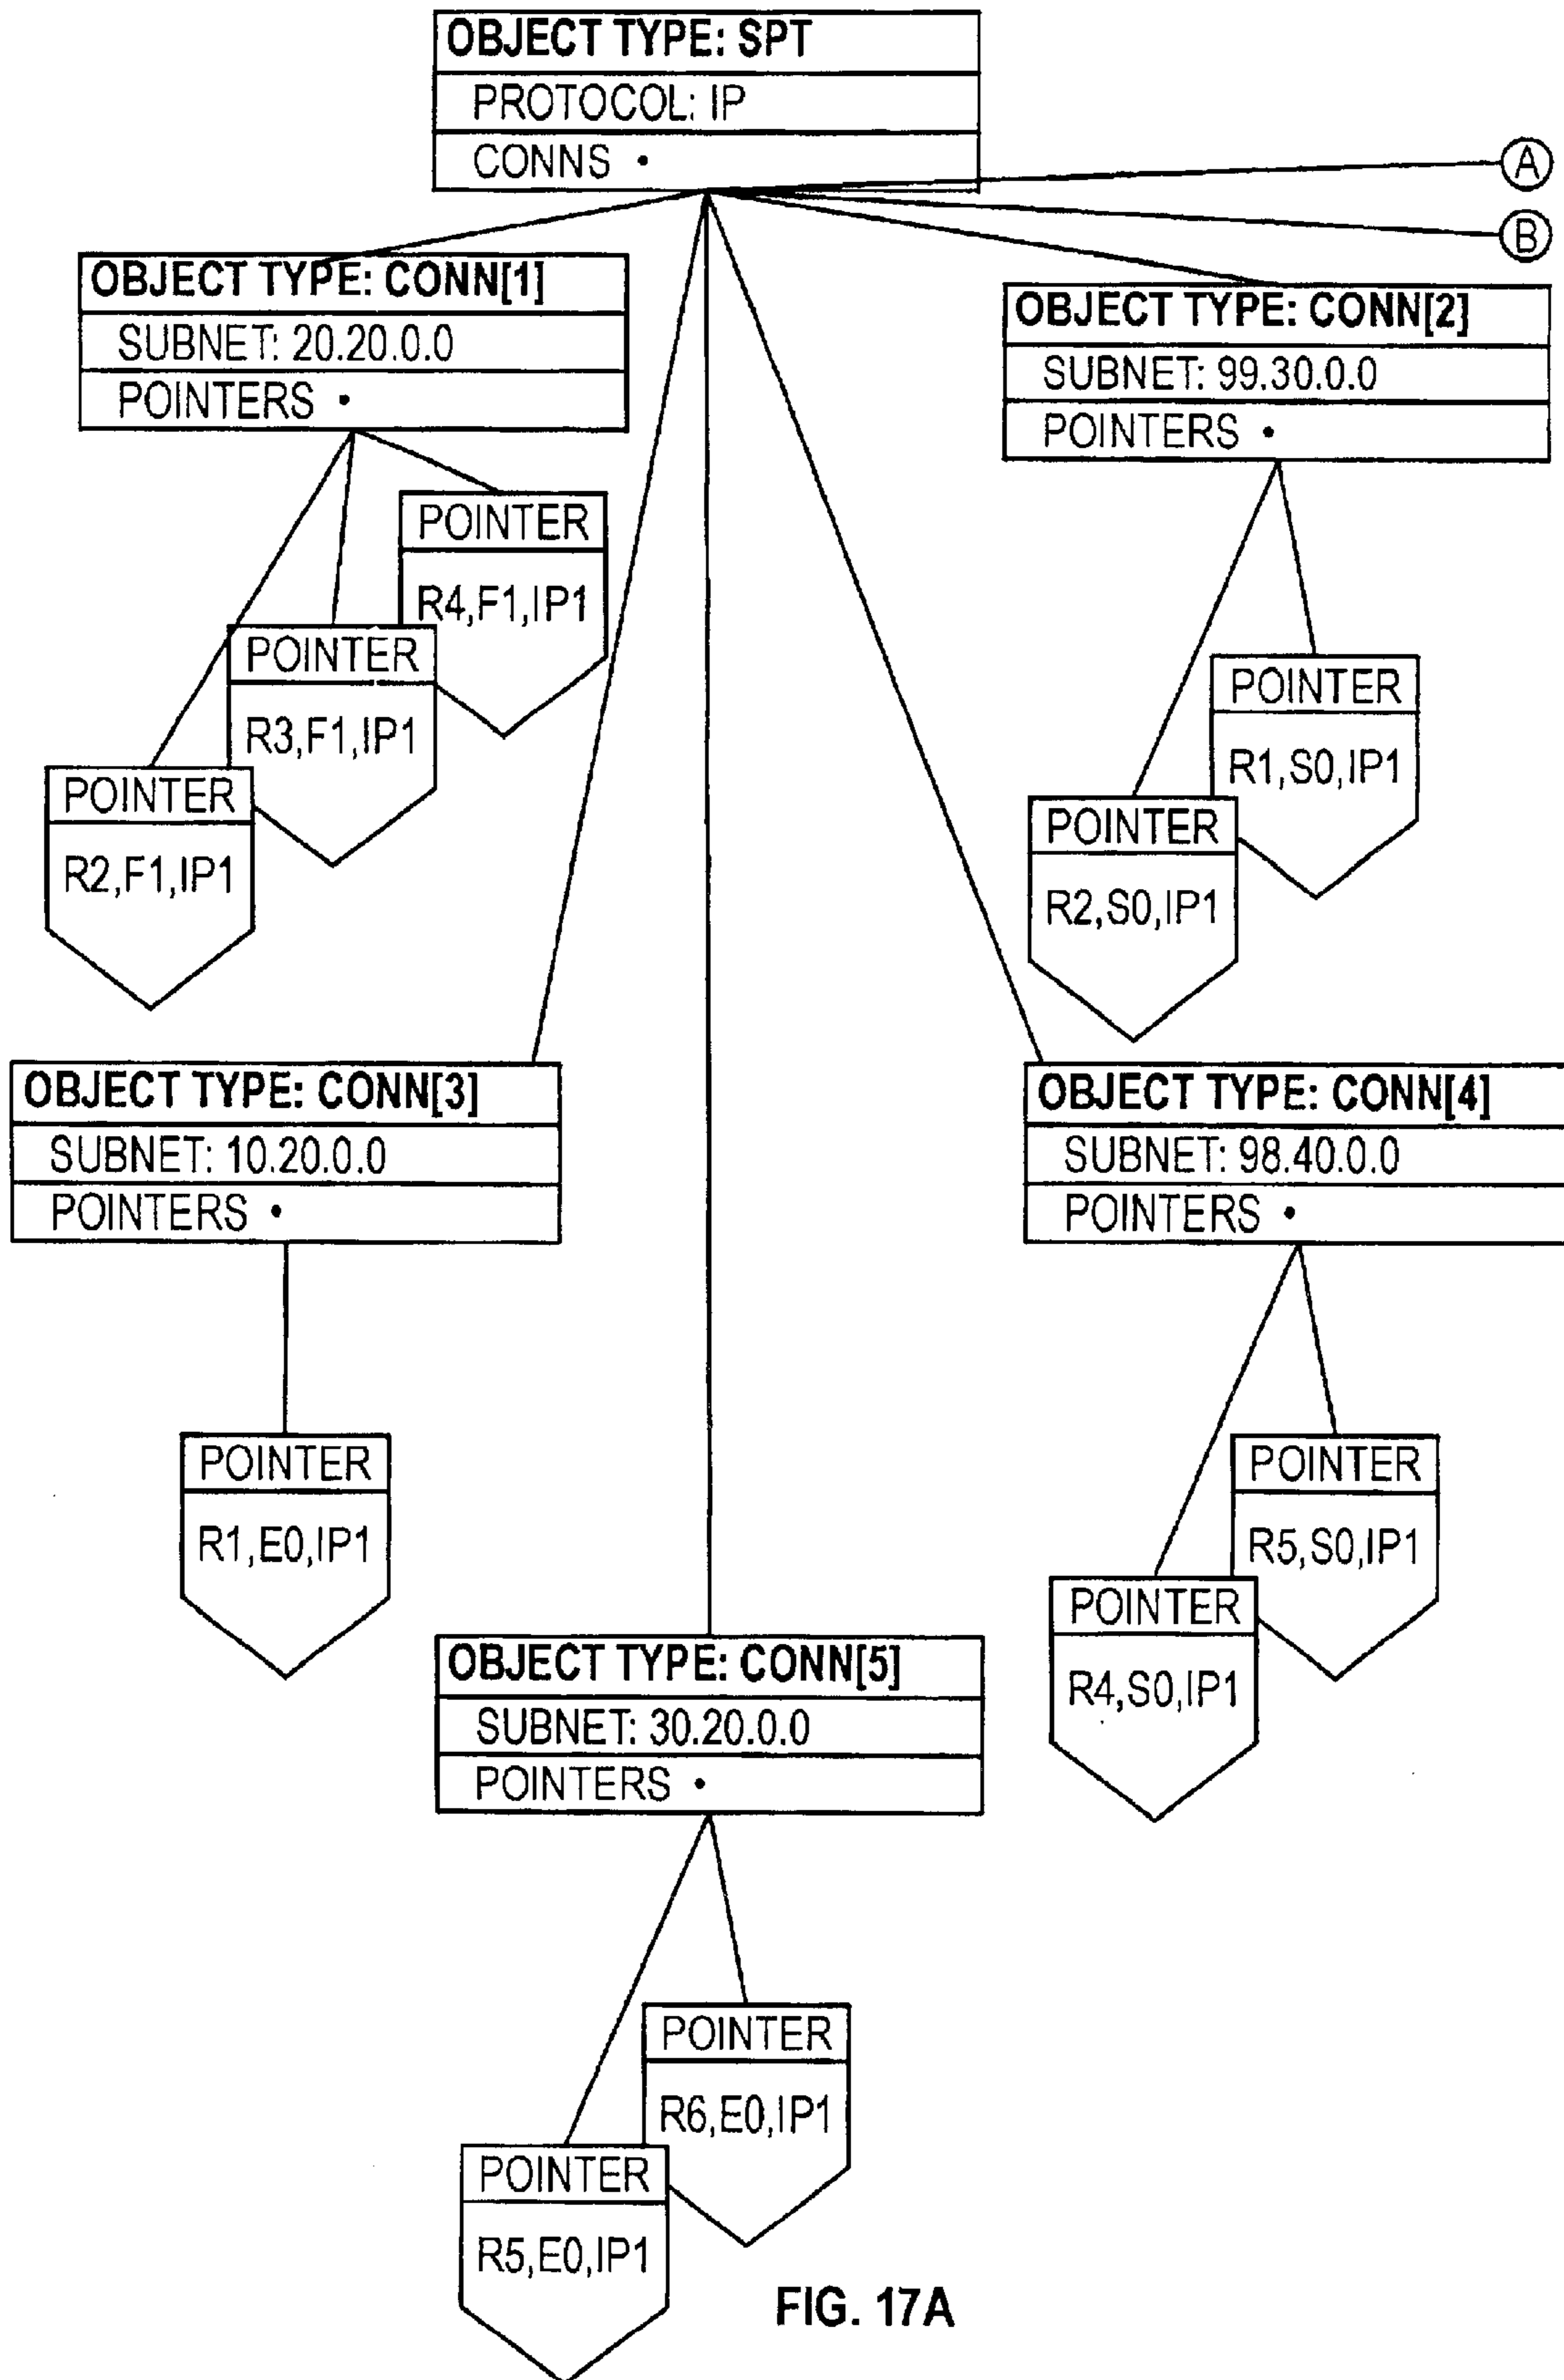 OBJECT TYPE: SPT
PROTOCOL: IP
CONNS •
A
B
OBJECT TYPE: CONN[1]
SUBNET: 20.20.0.0
POINTERS •
OBJECT TYPE: CONN[2]
SUBNET: 99.30.0.0
POINTERS •
POINTER
R4,F1,IP1
POINTER
R3,F1,IP1
POINTER
R2,F1,IP1
POINTER
R1,S0,IP1
POINTER
R2,S0,IP1
OBJECT TYPE: CONN[3]
SUBNET: 10.20.0.0
POINTERS •
OBJECT TYPE: CONN[4]
SUBNET: 98.40.0.0
POINTERS •
POINTER
R1,E0,IP1
POINTER
R5,S0,IP1
POINTER
R4,S0,IP1
OBJECT TYPE: CONN[5]
SUBNET: 30.20.0.0
POINTERS •
POINTER
R6,E0,IP1
POINTER
R5,E0,IP1
FIG. 17A